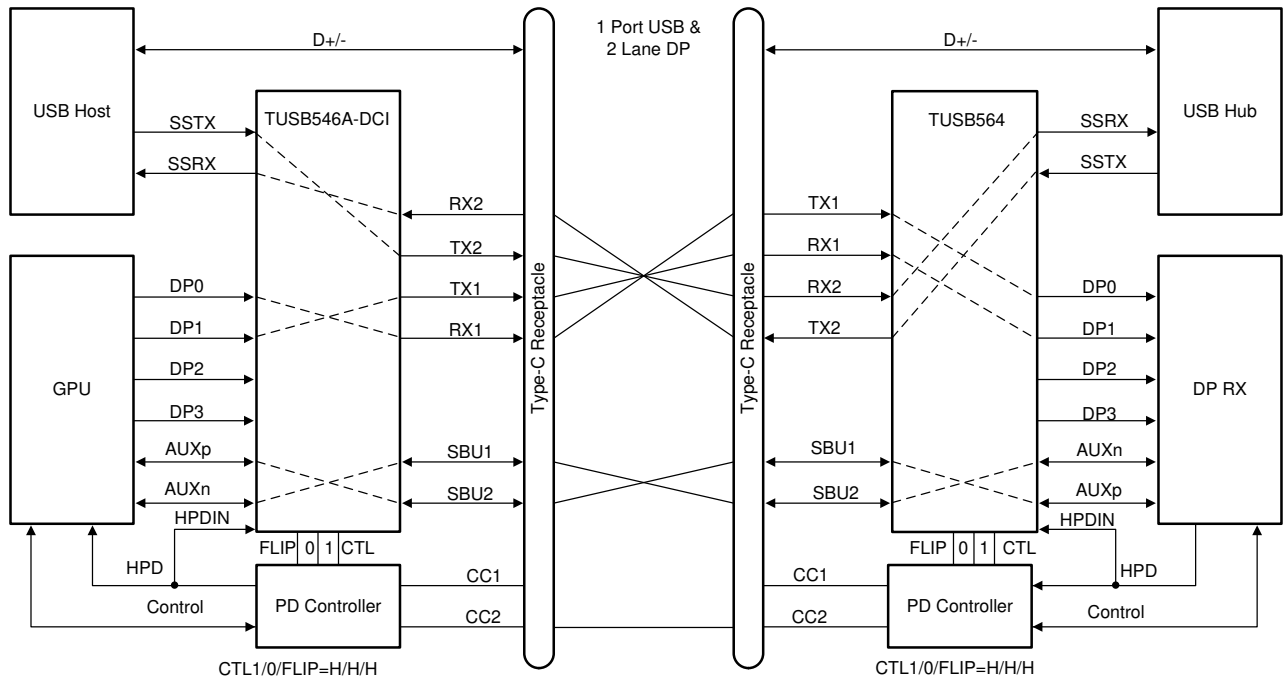 1 Port USB &
2 Lane DP
D+/-
D+/-
USB Host
TUSB546A-DCI
TUSB564
USB Hub
SSTX
SSRX
SSRX
SSTX
RX2
TX2
TX1
RX1
TX1
RX1
RX2
TX2
Type-C Receptacle
Type-C Receptacle
GPU
DP0
DP1
DP2
DP3
AUXp
AUXn
HPDIN
DP0
DP1
DP2
DP3
AUXn
AUXp
HPDIN
DP RX
SBU1
SBU2
SBU1
SBU2
FLIP 0 1 CTL
FLIP 0 1 CTL
HPD
Control
PD Controller
CC1
CC2
CC1
CC2
PD Controller
HPD
Control
CTL1/0/FLIP=H/H/H
CTL1/0/FLIP=H/H/H